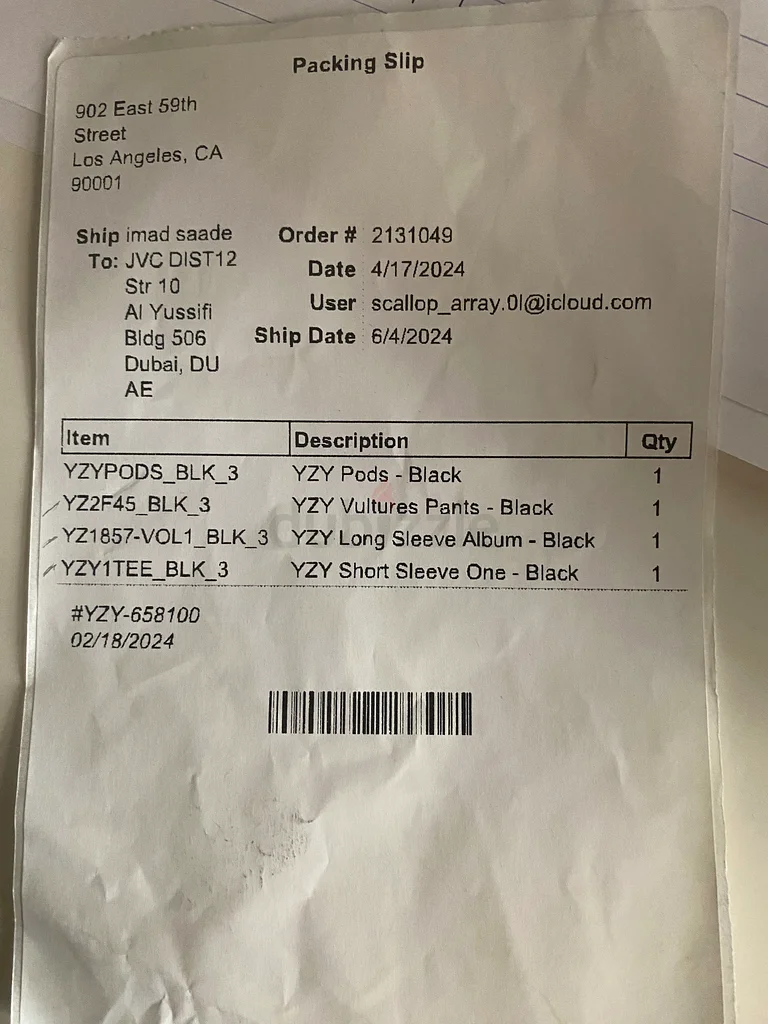 Packing Slip
902 East 59th
Street
Los Angeles, CA
90001
Ship To: imad saade
JVC DIST12
Str 10
Al Yussifi
Bldg 506
Dubai, DU
AE
Order # 2131049
Date 4/17/2024
User scallop_array.0l@icloud.com
Ship Date 6/4/2024
Item Description Qty
YZYPODS_BLK_3 YZY Pods - Black 1
YZ2F45_BLK_3 YZY Vultures Pants - Black 1
YZ1857-VOL1_BLK_3 YZY Long Sleeve Album - Black 1
YZY1TEE_BLK_3 YZY Short Sleeve One - Black 1
#YZY-658100
02/18/2024
dubizzle